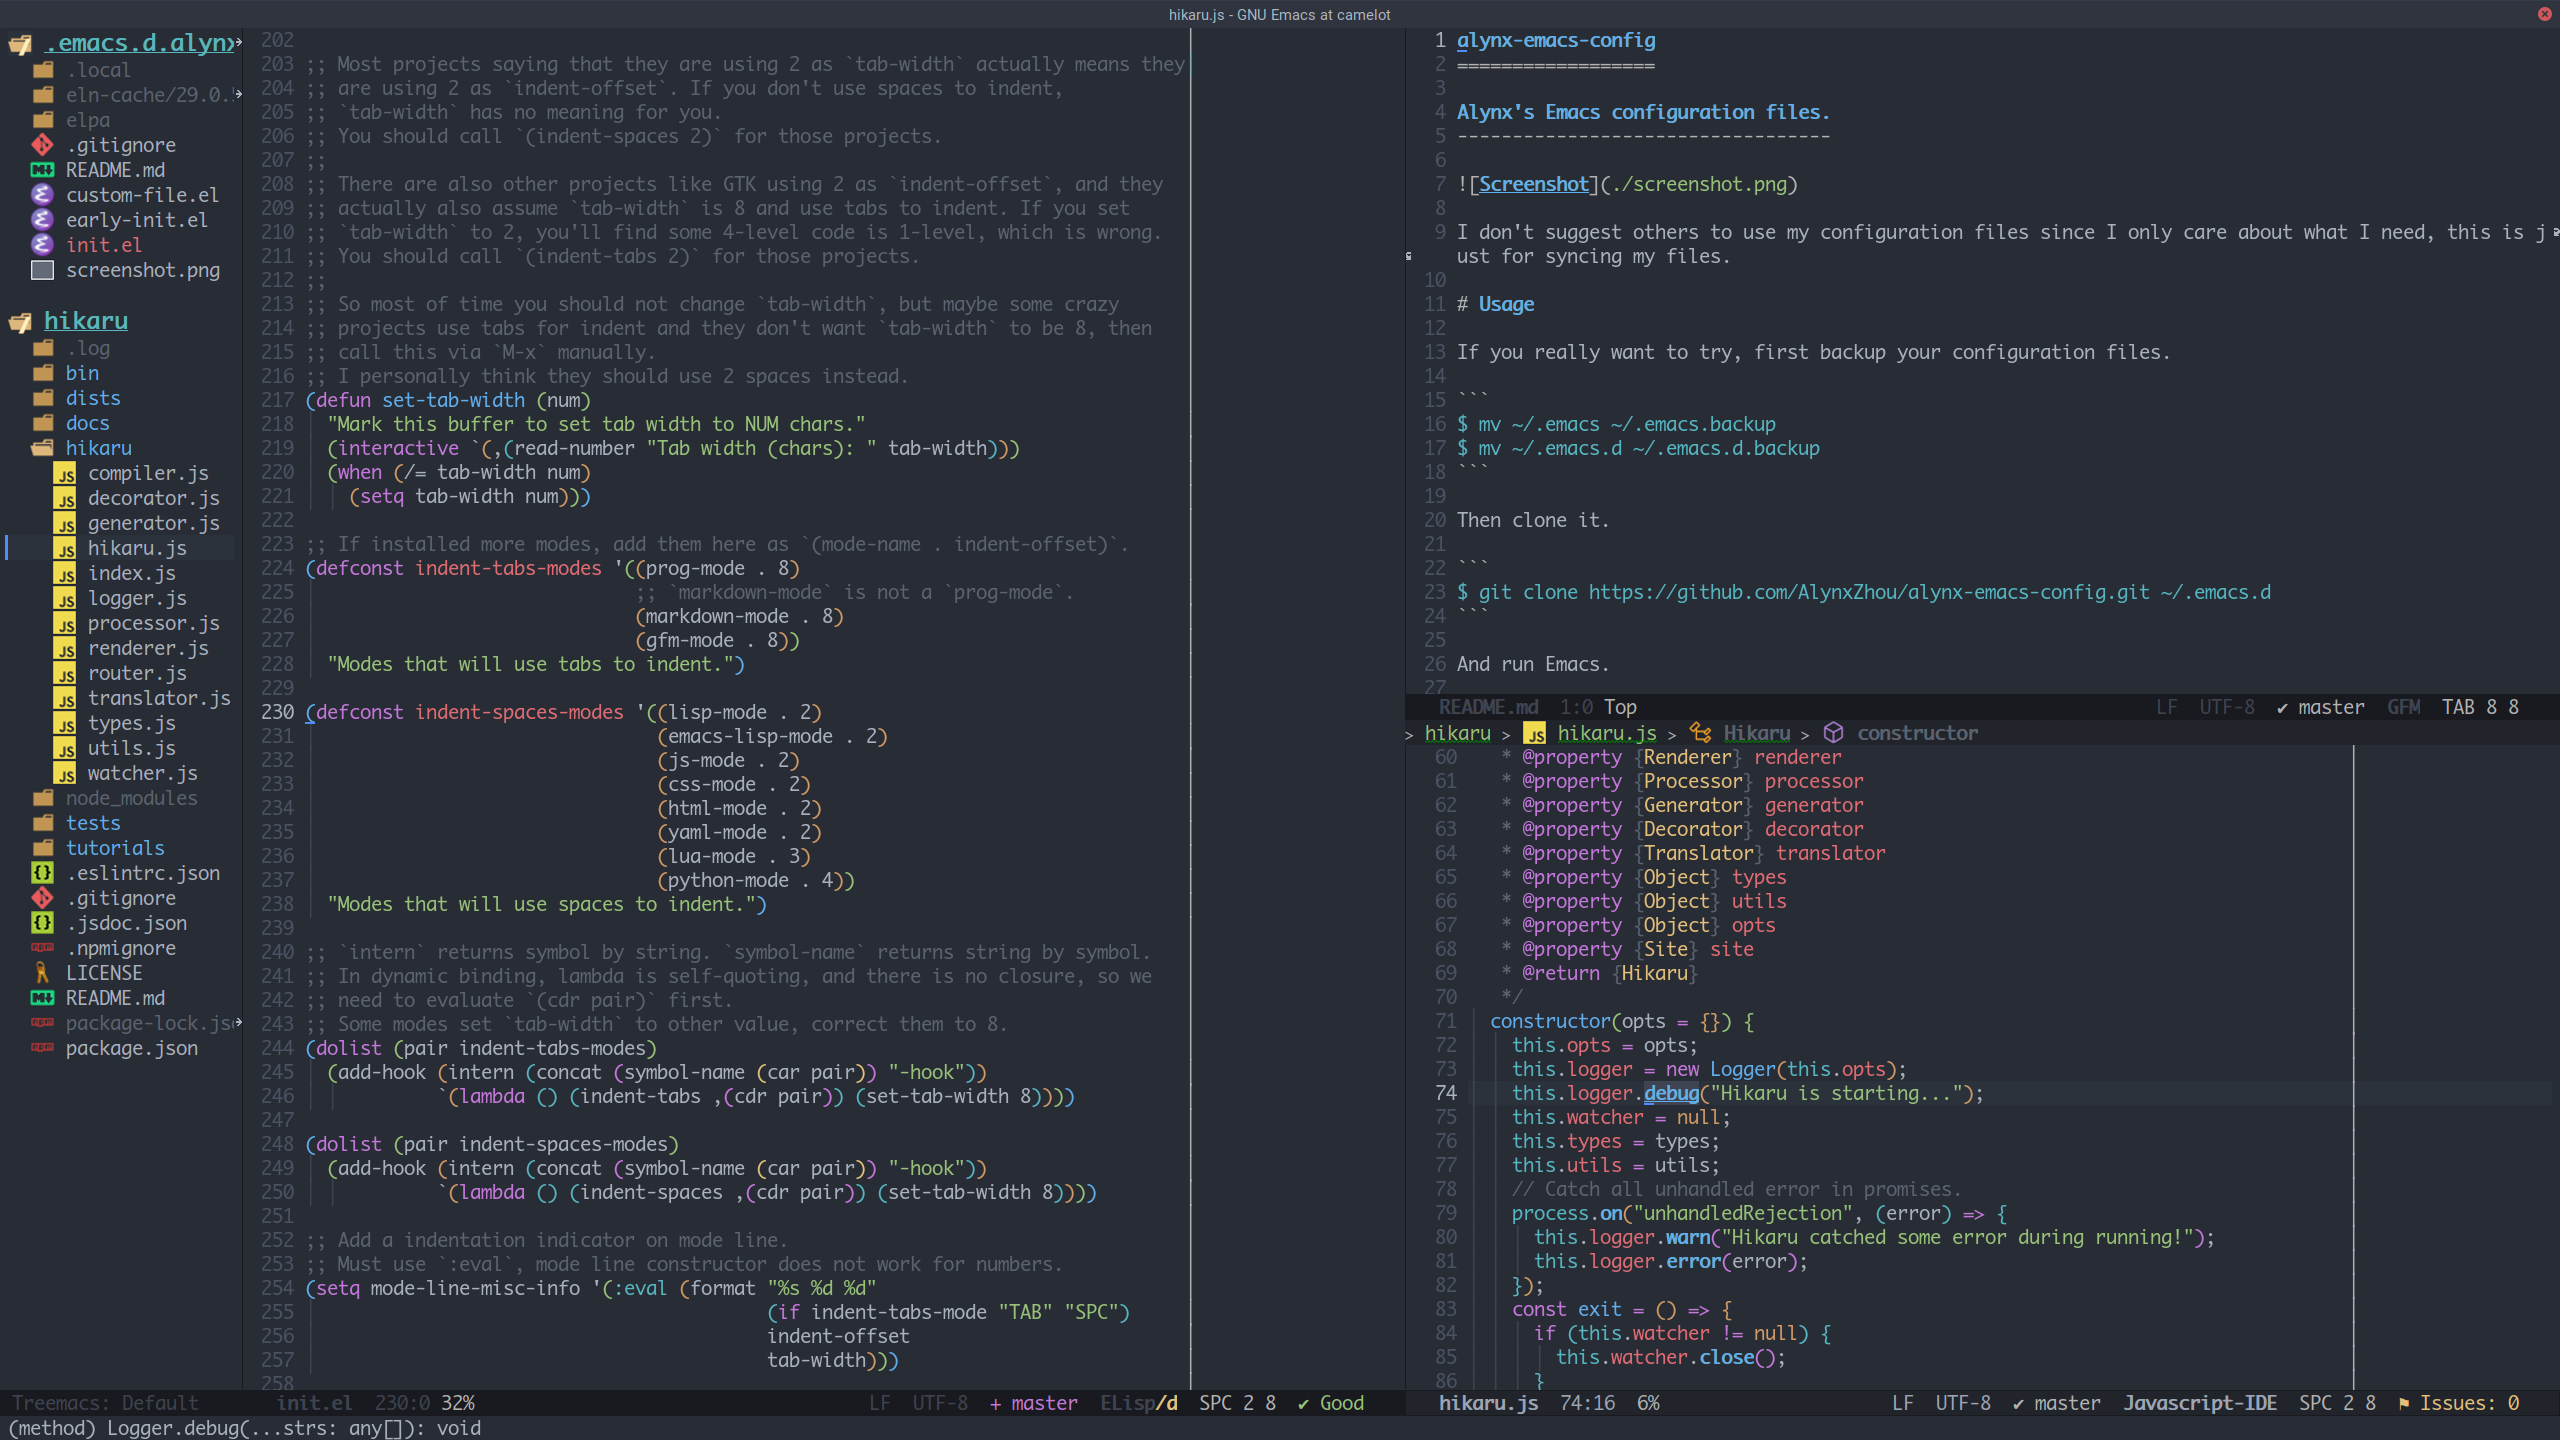 hikaru.js - GNU Emacs at camelot
.emacs.d.alynx
.local
eln-cache/29.0.
elpa
.gitignore
README.md
custom-file.el
early-init.el
init.el
screenshot.png
hikaru
.log
bin
dists
docs
hikaru
JS compiler.js
JS decorator.js
JS generator.js
JS hikaru.js
JS index.js
JS logger.js
JS processor.js
JS renderer.js
JS router.js
JS translator.js
JS types.js
JS utils.js
JS watcher.js
node_modules
tests
tutorials
{} .eslintrc.json
.gitignore
{} .jsdoc.json
npm .npmignore
LICENSE
README.md
npm package-lock.js
npm package.json
Treemacs: Default
202
203 ;; Most projects saying that they are using 2 as `tab-width` actually means they
204 ;; are using 2 as `indent-offset`. If you don't use spaces to indent,
205 ;; `tab-width` has no meaning for you.
206 ;; You should call `(indent-spaces 2)` for those projects.
207 ;;
208 ;; There are also other projects like GTK using 2 as `indent-offset`, and they
209 ;; actually also assume `tab-width` is 8 and use tabs to indent. If you set
210 ;; `tab-width` to 2, you'll find some 4-level code is 1-level, which is wrong.
211 ;; You should call `(indent-tabs 2)` for those projects.
212 ;;
213 ;; So most of time you should not change `tab-width`, but maybe some crazy
214 ;; projects use tabs for indent and they don't want `tab-width` to be 8, then
215 ;; call this via `M-x` manually.
216 ;; I personally think they should use 2 spaces instead.
217 (defun set-tab-width (num)
218   "Mark this buffer to set tab width to NUM chars."
219   (interactive `(,(read-number "Tab width (chars): " tab-width)))
220   (when (/= tab-width num)
221     (setq tab-width num)))
222
223 ;; If installed more modes, add them here as `(mode-name . indent-offset)`.
224 (defconst indent-tabs-modes '((prog-mode . 8)
225                               ;; `markdown-mode` is not a `prog-mode`.
226                               (markdown-mode . 8)
227                               (gfm-mode . 8))
228   "Modes that will use tabs to indent.")
229
230 (defconst indent-spaces-modes '((lisp-mode . 2)
231                                 (emacs-lisp-mode . 2)
232                                 (js-mode . 2)
233                                 (css-mode . 2)
234                                 (html-mode . 2)
235                                 (yaml-mode . 2)
236                                 (lua-mode . 3)
237                                 (python-mode . 4))
238   "Modes that will use spaces to indent.")
239
240 ;; `intern` returns symbol by string. `symbol-name` returns string by symbol.
241 ;; In dynamic binding, lambda is self-quoting, and there is no closure, so we
242 ;; need to evaluate `(cdr pair)` first.
243 ;; Some modes set `tab-width` to other value, correct them to 8.
244 (dolist (pair indent-tabs-modes)
245   (add-hook (intern (concat (symbol-name (car pair)) "-hook"))
246             `(lambda () (indent-tabs ,(cdr pair)) (set-tab-width 8))))
247
248 (dolist (pair indent-spaces-modes)
249   (add-hook (intern (concat (symbol-name (car pair)) "-hook"))
250             `(lambda () (indent-spaces ,(cdr pair)) (set-tab-width 8))))
251
252 ;; Add a indentation indicator on mode line.
253 ;; Must use `:eval`, mode line constructor does not work for numbers.
254 (setq mode-line-misc-info '(:eval (format "%s %d %d"
255                                           (if indent-tabs-mode "TAB" "SPC")
256                                           indent-offset
257                                           tab-width)))
258
init.el 230:0 32% LF UTF-8 + master ELisp/d SPC 2 8 ✔ Good
1 alynx-emacs-config
2 ==================
3
4 Alynx's Emacs configuration files.
5 ----------------------------------
6
7 ![Screenshot](./screenshot.png)
8
9 I don't suggest others to use my configuration files since I only care about what I need, this is j
ust for syncing my files.
10
11 # Usage
12
13 If you really want to try, first backup your configuration files.
14
15 ```
16 $ mv ~/.emacs ~/.emacs.backup
17 $ mv ~/.emacs.d ~/.emacs.d.backup
18 ```
19
20 Then clone it.
21
22 ```
23 $ git clone https://github.com/AlynxZhou/alynx-emacs-config.git ~/.emacs.d
24 ```
25
26 And run Emacs.
27
README.md 1:0 Top LF UTF-8 ✔ master GFM TAB 8 8
> hikaru > JS hikaru.js > Hikaru > constructor
60    * @property {Renderer} renderer
61    * @property {Processor} processor
62    * @property {Generator} generator
63    * @property {Decorator} decorator
64    * @property {Translator} translator
65    * @property {Object} types
66    * @property {Object} utils
67    * @property {Object} opts
68    * @property {Site} site
69    * @return {Hikaru}
70    */
71   constructor(opts = {}) {
72     this.opts = opts;
73     this.logger = new Logger(this.opts);
74     this.logger.debug("Hikaru is starting...");
75     this.watcher = null;
76     this.types = types;
77     this.utils = utils;
78     // Catch all unhandled error in promises.
79     process.on("unhandledRejection", (error) => {
80       this.logger.warn("Hikaru catched some error during running!");
81       this.logger.error(error);
82     });
83     const exit = () => {
84       if (this.watcher != null) {
85         this.watcher.close();
86       }
hikaru.js 74:16 6% LF UTF-8 ✔ master Javascript-IDE SPC 2 8 ⚑ Issues: 0
(method) Logger.debug(...strs: any[]): void